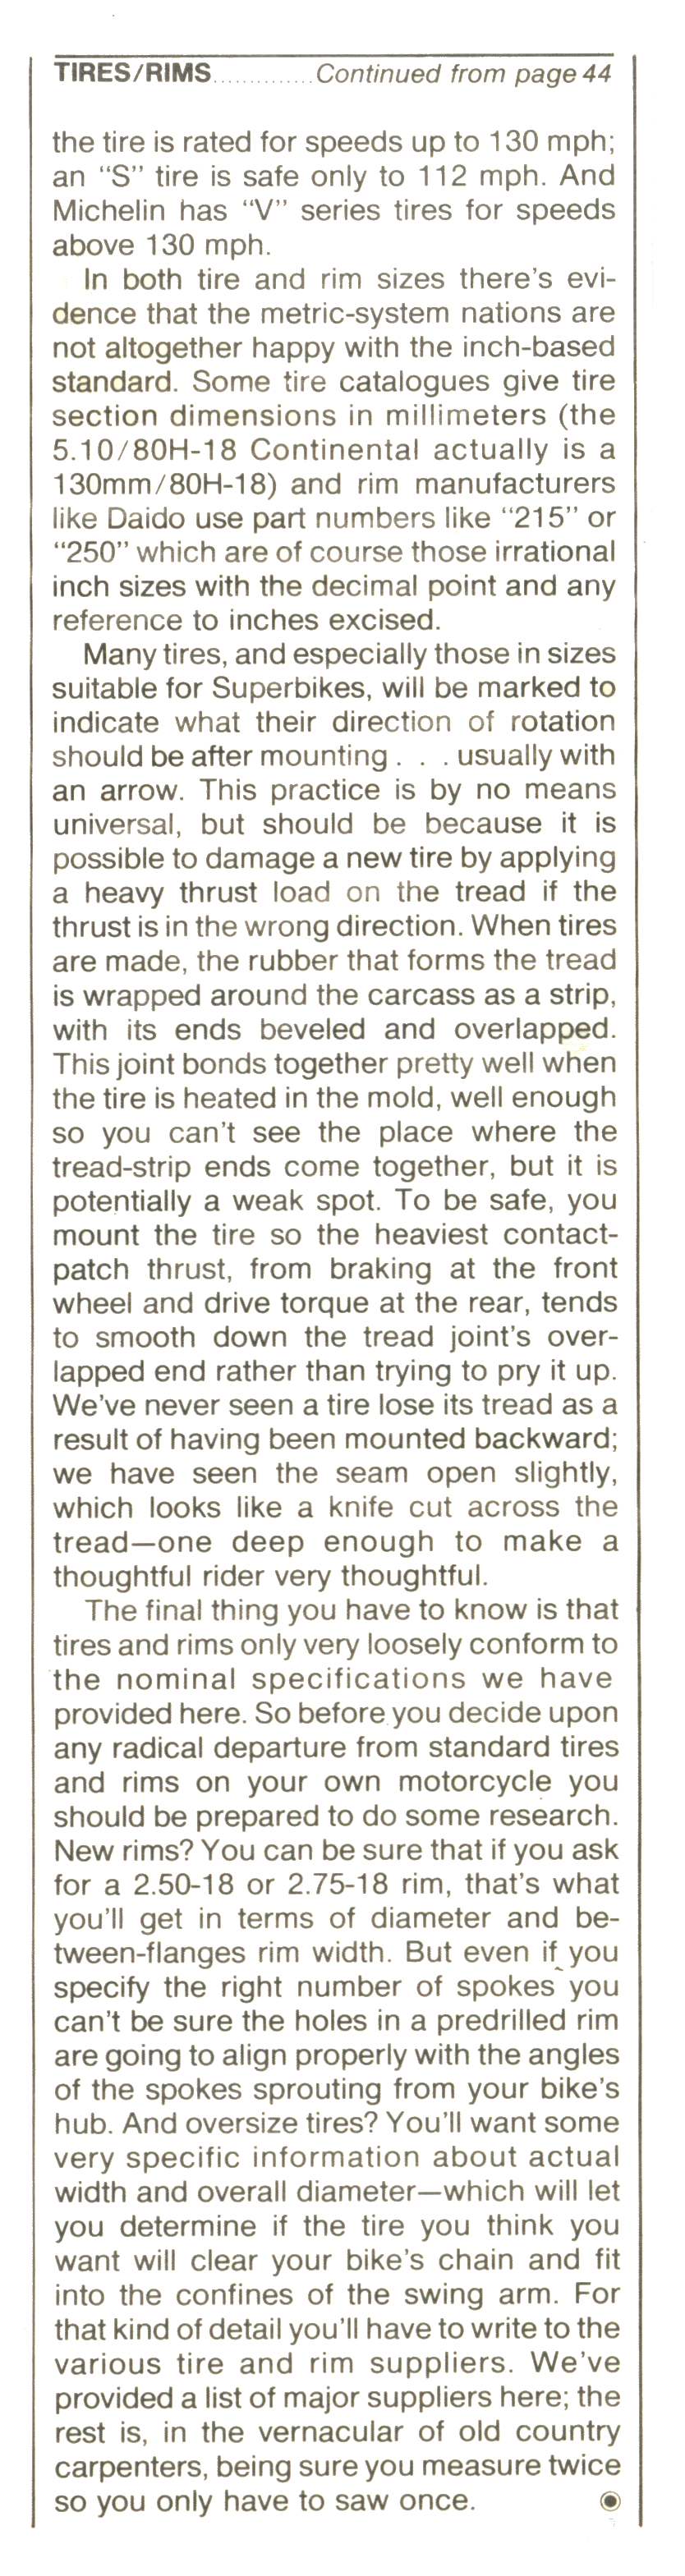 TIRES/RIMS.............Continued from page 44
the tire is rated for speeds up to 130 mph;
an “S” tire is safe only to 112 mph. And
Michelin has “V” series tires for speeds
above 130 mph.
In both tire and rim sizes there's evi-
dence that the metric-system nations are
not altogether happy with the inch-based
standard. Some tire catalogues give tire
section dimensions in millimeters (the
5.10/80H-18 Continental actually is a
130mm/80H-18) and rim manufacturers
like Daido use part numbers like “215” or
“250” which are of course those irrational
inch sizes with the decimal point and any
reference to inches excised.
Many tires, and especially those in sizes
suitable for Superbikes, will be marked to
indicate what their direction of rotation
should be after mounting . . . usually with
an arrow. This practice is by no means
universal, but should be because it is
possible to damage a new tire by applying
a heavy thrust load on the tread if the
thrust is in the wrong direction. When tires
are made, the rubber that forms the tread
is wrapped around the carcass as a strip,
with its ends beveled and overlapped.
This joint bonds together pretty well when
the tire is heated in the mold, well enough
so you can't see the place where the
tread-strip ends come together, but it is
potentially a weak spot. To be safe, you
mount the tire so the heaviest contact-
patch thrust, from braking at the front
wheel and drive torque at the rear, tends
to smooth down the tread joint's over-
lapped end rather than trying to pry it up.
We've never seen a tire lose its tread as a
result of having been mounted backward;
we have seen the seam open slightly,
which looks like a knife cut across the
tread—one deep enough to make a
thoughtful rider very thoughtful.
The final thing you have to know is that
tires and rims only very loosely conform to
the nominal specifications we have
provided here. So before you decide upon
any radical departure from standard tires
and rims on your own motorcycle you
should be prepared to do some research.
New rims? You can be sure that if you ask
for a 2.50-18 or 2.75-18 rim, that's what
you'll get in terms of diameter and be-
tween-flanges rim width. But even if you
specify the right number of spokes you
can't be sure the holes in a predrilled rim
are going to align properly with the angles
of the spokes sprouting from your bike's
hub. And oversize tires? You'll want some
very specific information about actual
width and overall diameter—which will let
you determine if the tire you think you
want will clear your bike's chain and fit
into the confines of the swing arm. For
that kind of detail you'll have to write to the
various tire and rim suppliers. We've
provided a list of major suppliers here; the
rest is, in the vernacular of old country
carpenters, being sure you measure twice
so you only have to saw once.